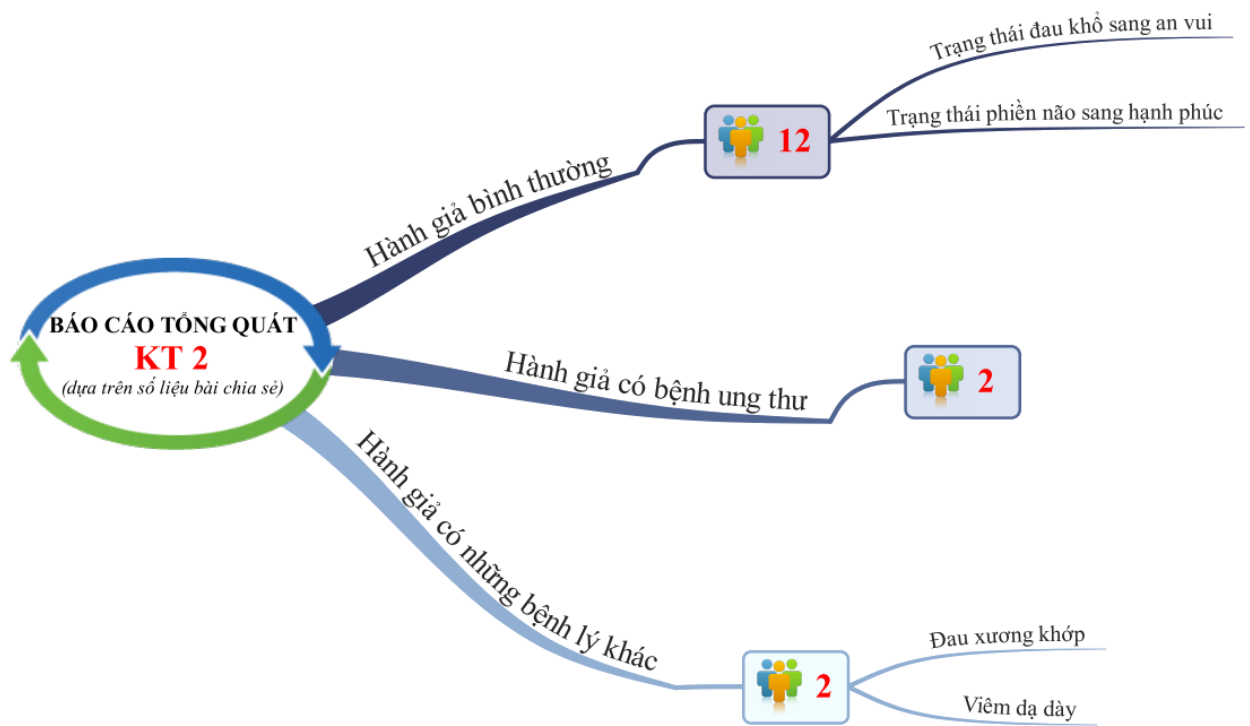 BÁO CÁO TỔNG QUÁT
KT 2
(dựa trên số liệu bài chia sẻ)
Hành giả bình thường
12
Trạng thái đau khổ sang an vui
Trạng thái phiền não sang hạnh phúc
Hành giả có bệnh ung thư
2
Hành giả có những bệnh lý khác
2
Đau xương khớp
Viêm dạ dày